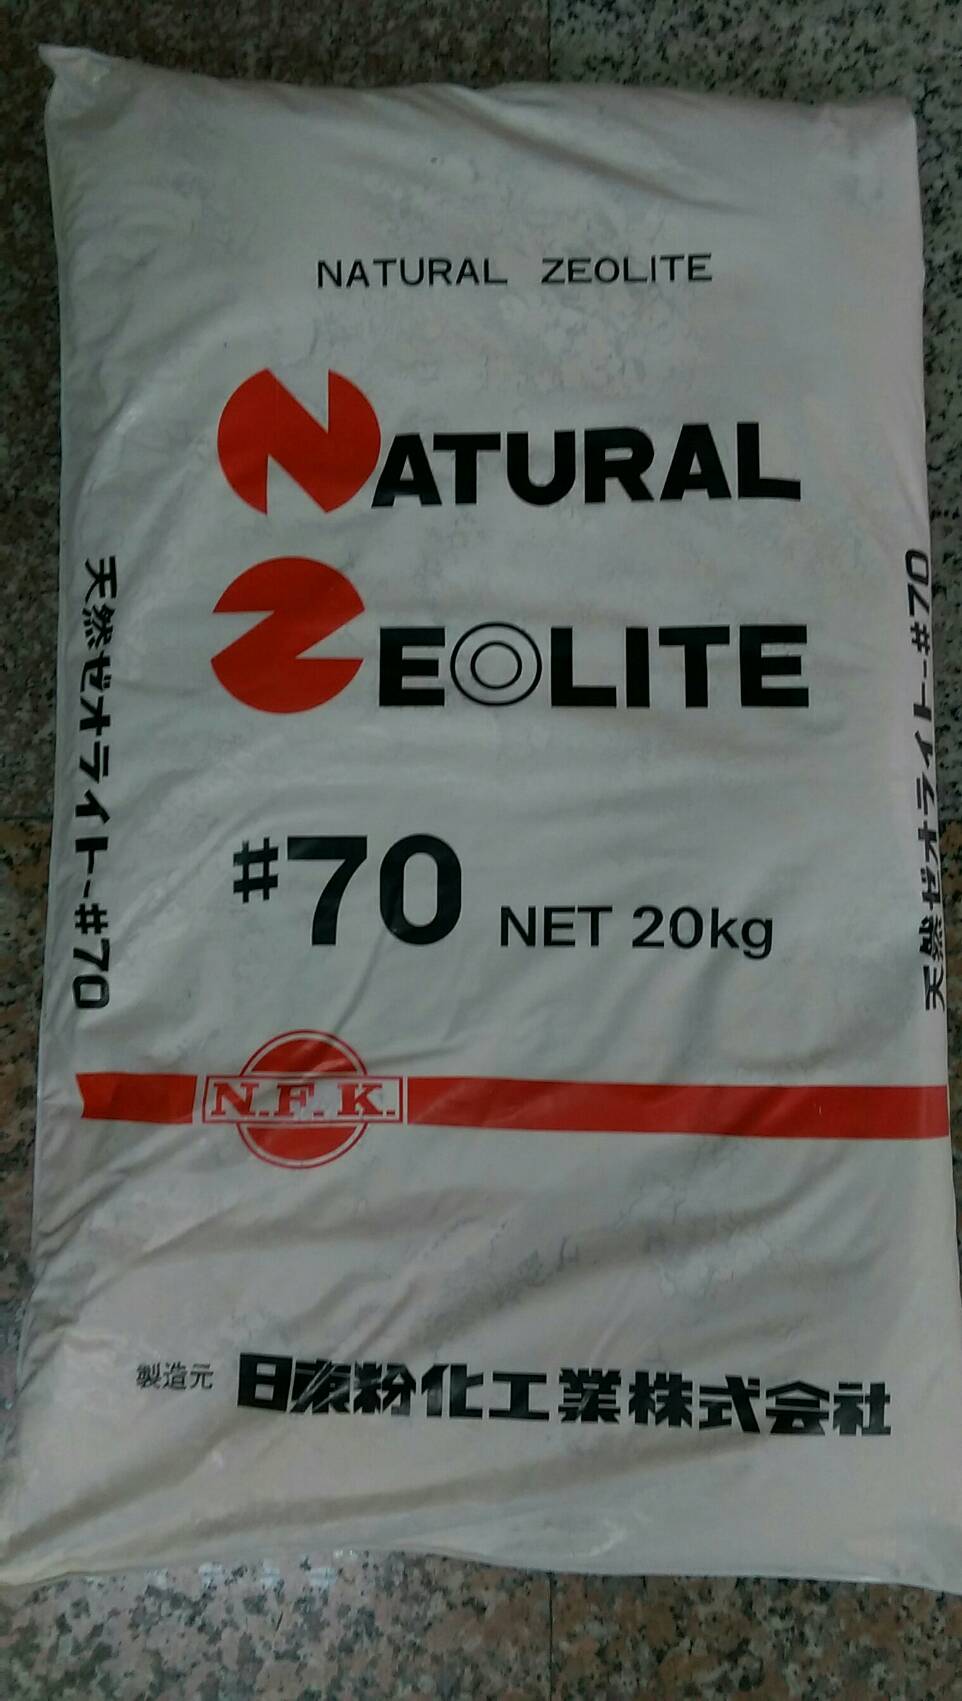 NATURAL ZEOLITE
NATURAL
ZEOLITE
#70 NET 20kg
天然ゼオライト-#70
天然ゼオライト-#70
N.F.K.
製造元 日東粉化工業株式会社